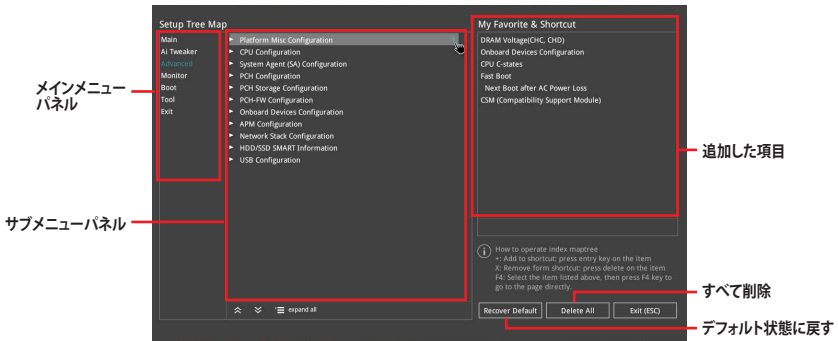 Setup Tree Map
Main
Ai Tweaker
Advanced
Monitor
Boot
Tool
Exit
► Platform Misc Configuration
► CPU Configuration
► System Agent (SA) Configuration
► PCH Configuration
► PCH Storage Configuration
► PCH-FW Configuration
► Onboard Devices Configuration
► APM Configuration
► Network Stack Configuration
► HDD/SSD SMART Information
► USB Configuration
expand all
My Favorite & Shortcut
DRAM Voltage(CHC, CHD)
Onboard Devices Configuration
CPU C-states
Fast Boot
Next Boot after AC Power Loss
CSM (Compatibility Support Module)
How to operate index maptree
+: Add to shortcut: press entry key on the item
X: Remove form shortcut: press delete on the item
F4: Select the item listed above, then press F4 key to
go to the page directly.
Recover Default
Delete All
Exit (ESC)
メインメニュー
パネル
サブメニューパネル
追加した項目
すべて削除
デフォルト状態に戻す